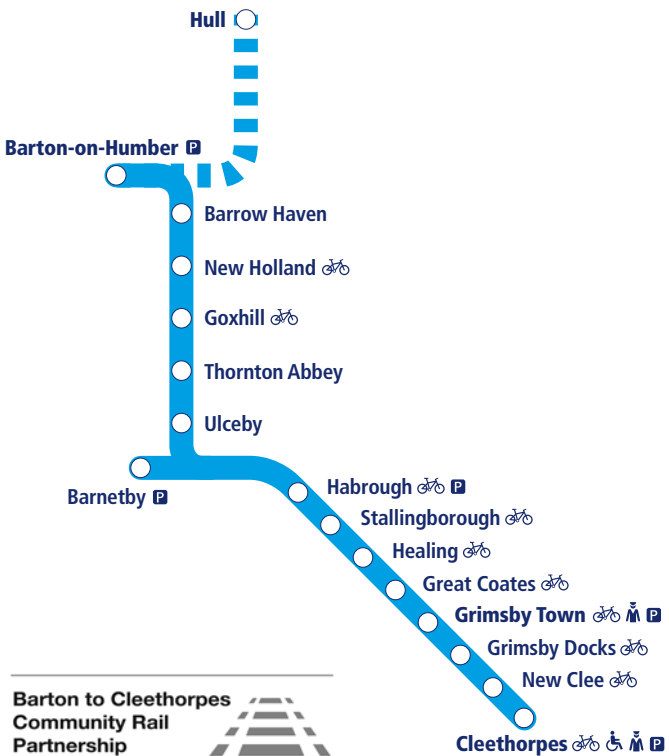 Hull
Barton-on-Humber P
Barrow Haven
New Holland
Goxhill
Thornton Abbey
Ulceby
Barnetby P
Habrough P
Stallingborough
Healing
Great Coates
Grimsby Town P
Grimsby Docks
New Clee
Cleethorpes P
Barton to Cleethorpes
Community Rail
Partnership